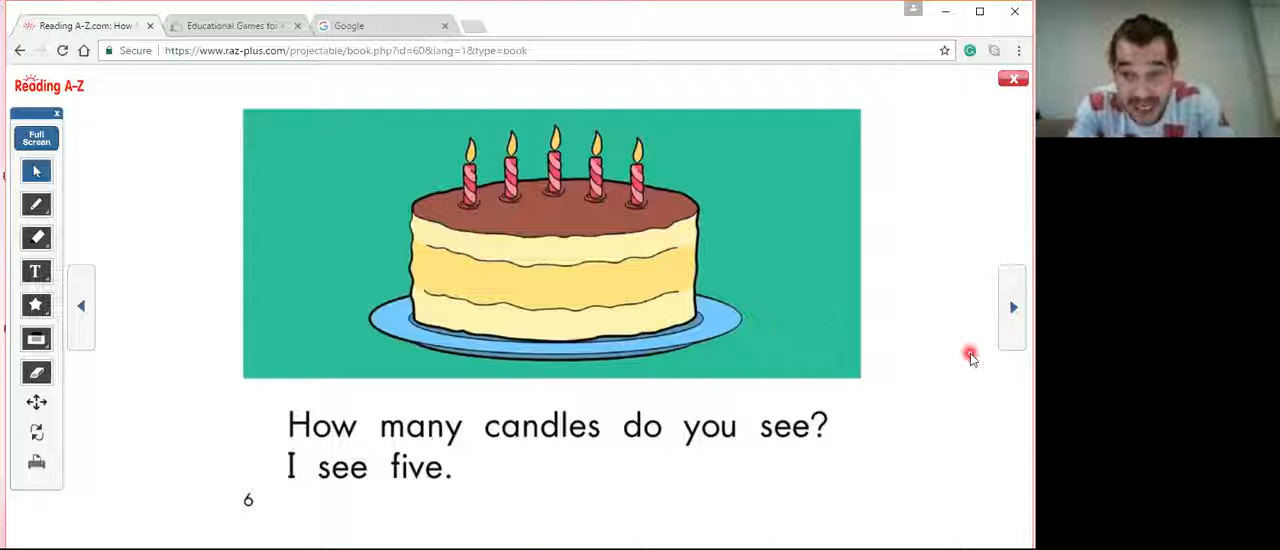 Reading A-Z.com: How
Educational Games for
Google
Secure
https://www.raz-plus.com/projectable/book.php?id=60&lang=1&type=book
Reading A-Z
X
x
Full
Screen
T
How many candles do you see?
I see five.
6